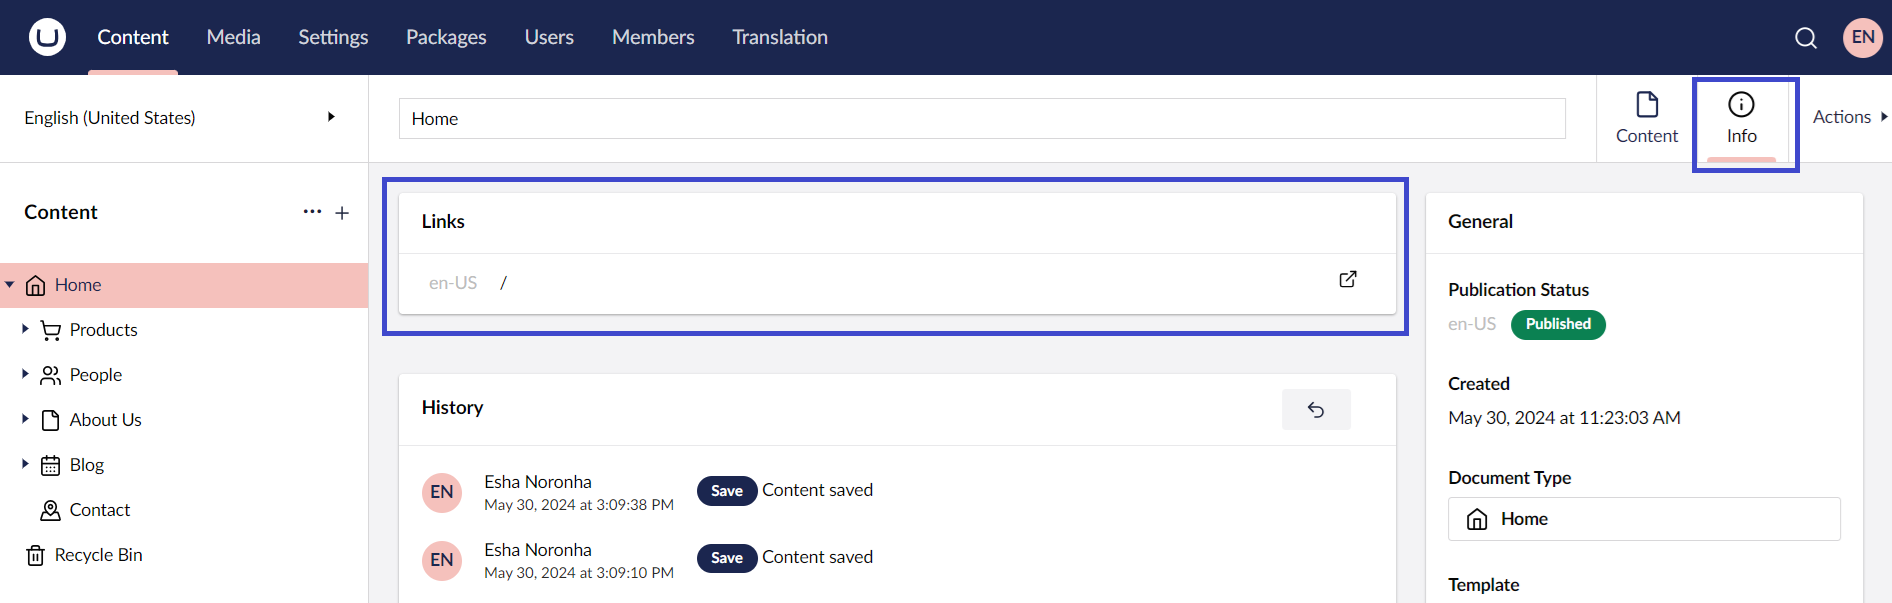 Content Media Settings Packages Users Members Translation EN
English (United States)
Home
Content
Info
Actions
Content
Home
Products
People
About Us
Blog
Contact
Recycle Bin
Links
en-US /
History
EN Esha Noronha Save Content saved
May 30, 2024 at 3:09:38 PM
EN Esha Noronha Save Content saved
May 30, 2024 at 3:09:10 PM
General
Publication Status
en-US Published
Created
May 30, 2024 at 11:23:03 AM
Document Type
Home
Template